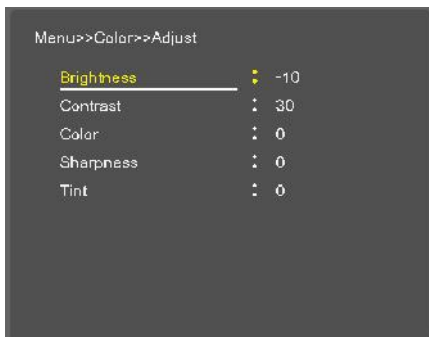 Menu>>Color>>Adjust
Brightness : -10
Contrast : 30
Color : 0
Sharpness : 0
Tint : 0